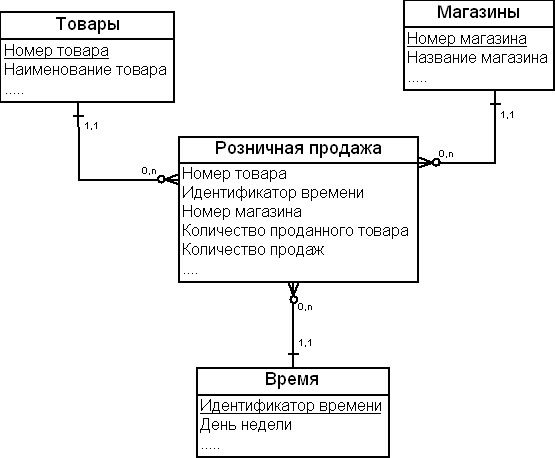 Товары
Номер товара
Наименование товара
.....
Магазины
Номер магазина
Название магазина
.....
1,1
1,1
0,n
0,n
Розничная продажа
Номер товара
Идентификатор времени
Номер магазина
Количество проданного товара
Количество продаж
....
0,n
1,1
Время
Идентификатор времени
День недели
.....